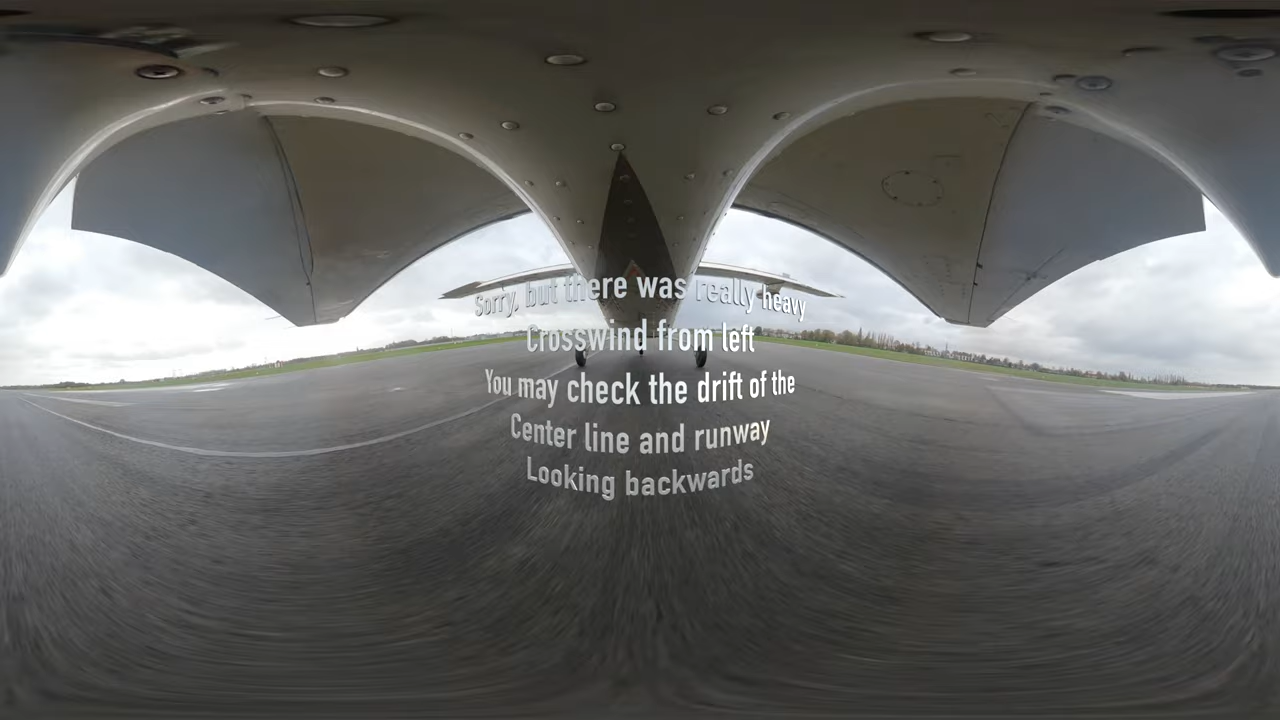 Sorry, but there was really heavy
Crosswind from left
You may check the drift of the
Center line and runway
Looking backwards